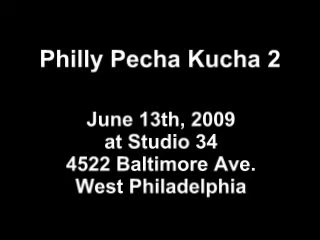 Philly Pecha Kucha 2
June 13th, 2009
at Studio 34
4522 Baltimore Ave.
West Philadelphia